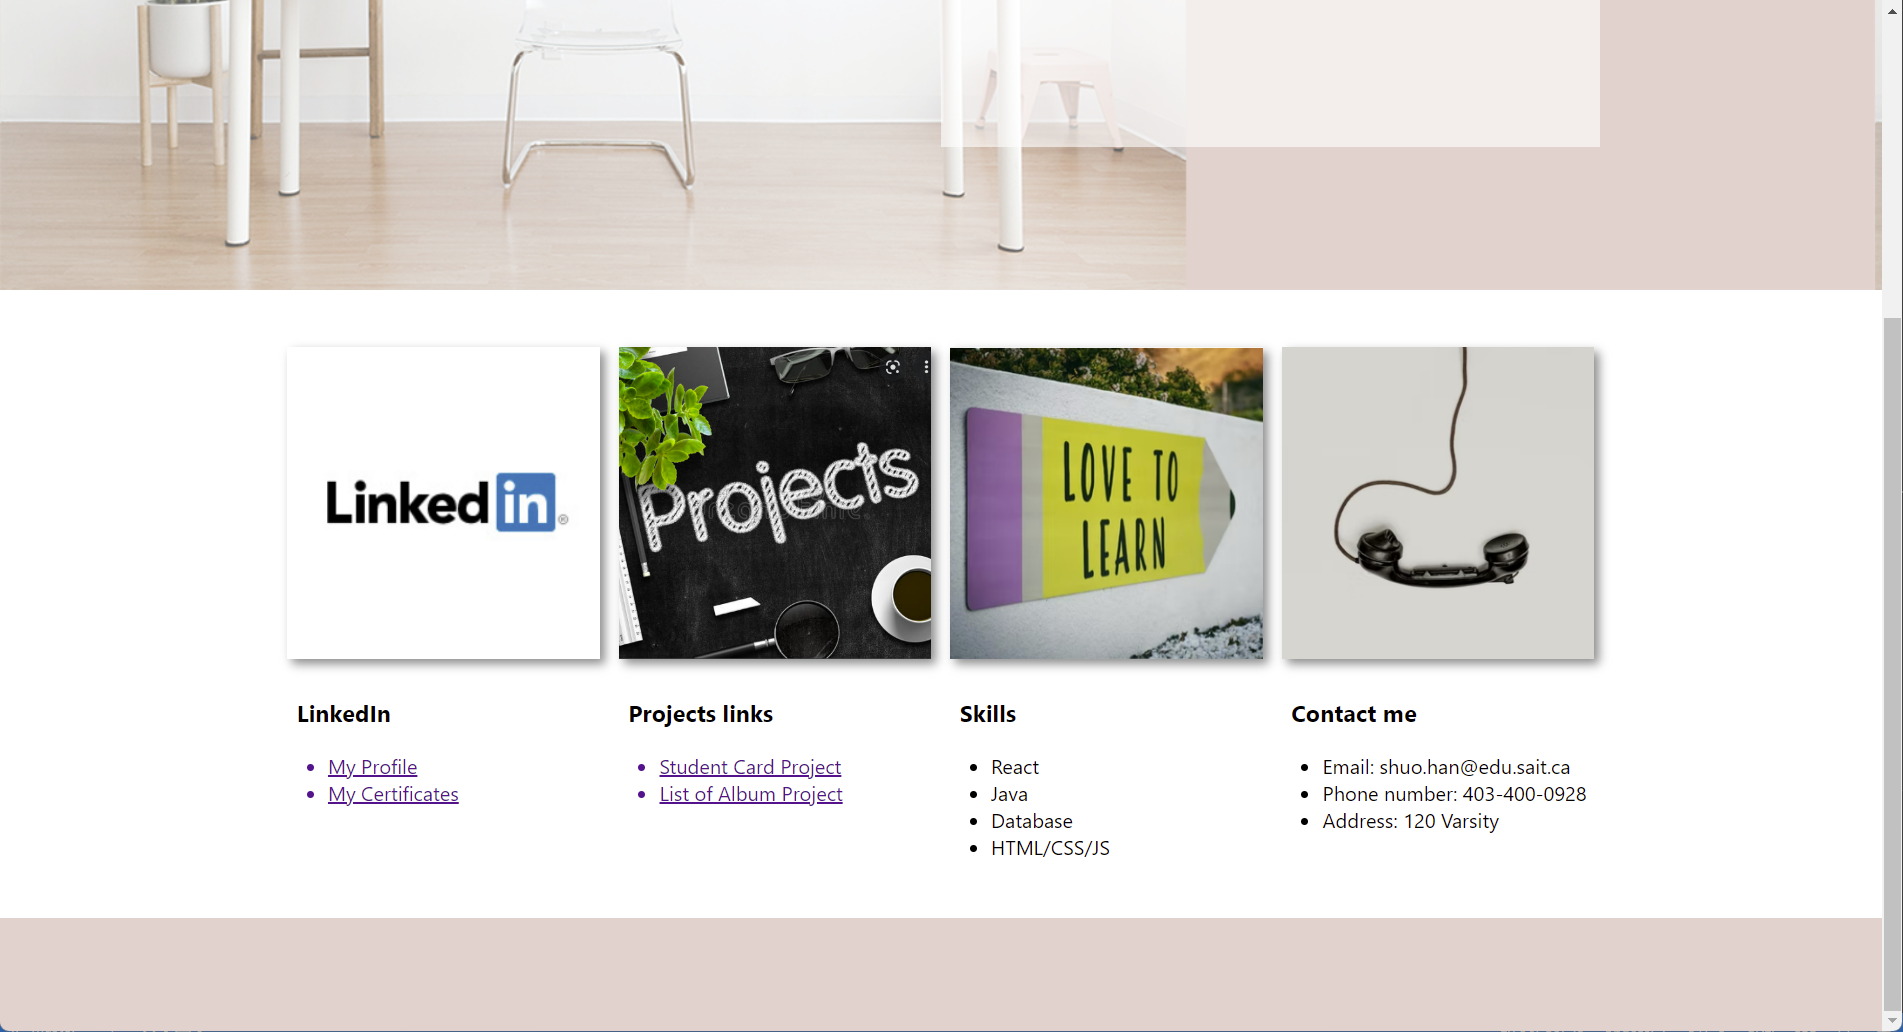 Linked in ®
Projects
LOVE TO
LEARN
LinkedIn
My Profile
My Certificates
Projects links
Student Card Project
List of Album Project
Skills
React
Java
Database
HTML/CSS/JS
Contact me
Email: shuo.han@edu.sait.ca
Phone number: 403-400-0928
Address: 120 Varsity